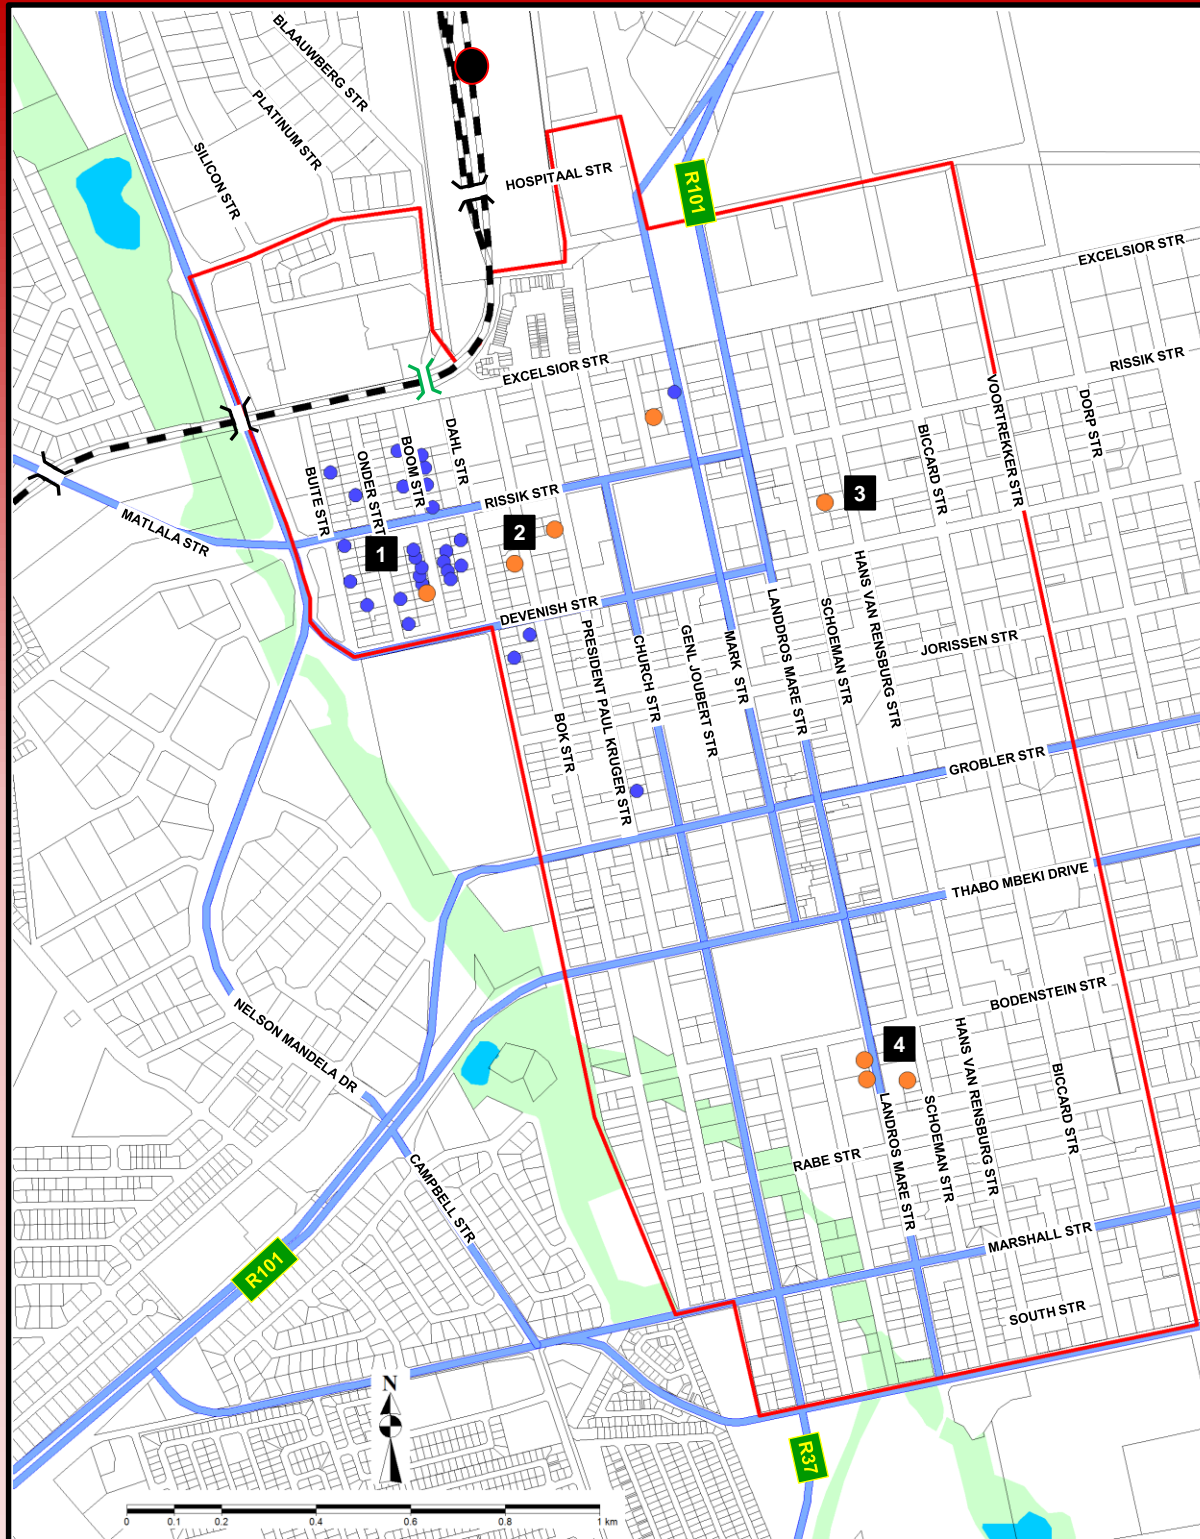 BLAAUWBERG STR
PLATINUM STR
SILICON STR
HOSPITAAL STR
R101
EXCELSIOR STR
RISSIK STR
EXCELSIOR STR
VOORTREKKER STR
DORP STR
BICCARD STR
DAHL STR
BOOM STR
ONDER STRT
BUITE STR
RISSIK STR
3
2
1
MATLALA STR
HANS VAN RENSBURG STR
DEVENISH STR
LANDDROS MARE STR
SCHOEMAN STR
PRESIDENT PAUL KRUGER STR
CHURCH STR
GENL JOUBERT STR
MARK STR
JORISSEN STR
BOK STR
GROBLER STR
THABO MBEKI DRIVE
BODENSTEIN STR
NELSON MANDELA DR
4
HANS VAN RENSBURG STR
BICCARD STR
LANDROS MARE STR
SCHOEMAN STR
RABE STR
CAMPBELL STR
MARSHALL STR
R101
SOUTH STR
N
R37
0 0.1 0.2 0.4 0.6 0.8 1 km